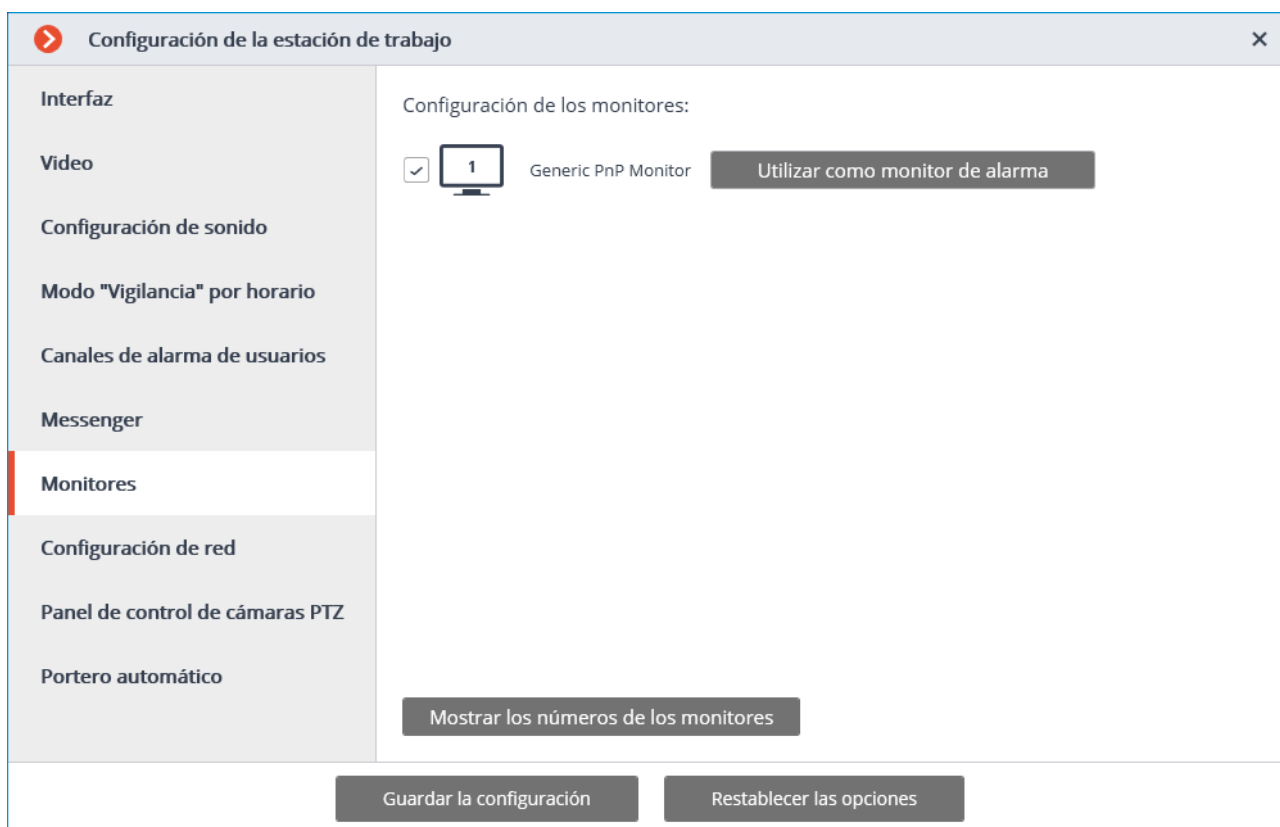 Configuración de la estación de trabajo
Interfaz
Video
Configuración de sonido
Modo "Vigilancia" por horario
Canales de alarma de usuarios
Messenger
Monitores
Configuración de red
Panel de control de cámaras PTZ
Portero automático
Configuración de los monitores:
1 Generic PnP Monitor Utilizar como monitor de alarma
Mostrar los números de los monitores
Guardar la configuración Restablecer las opciones